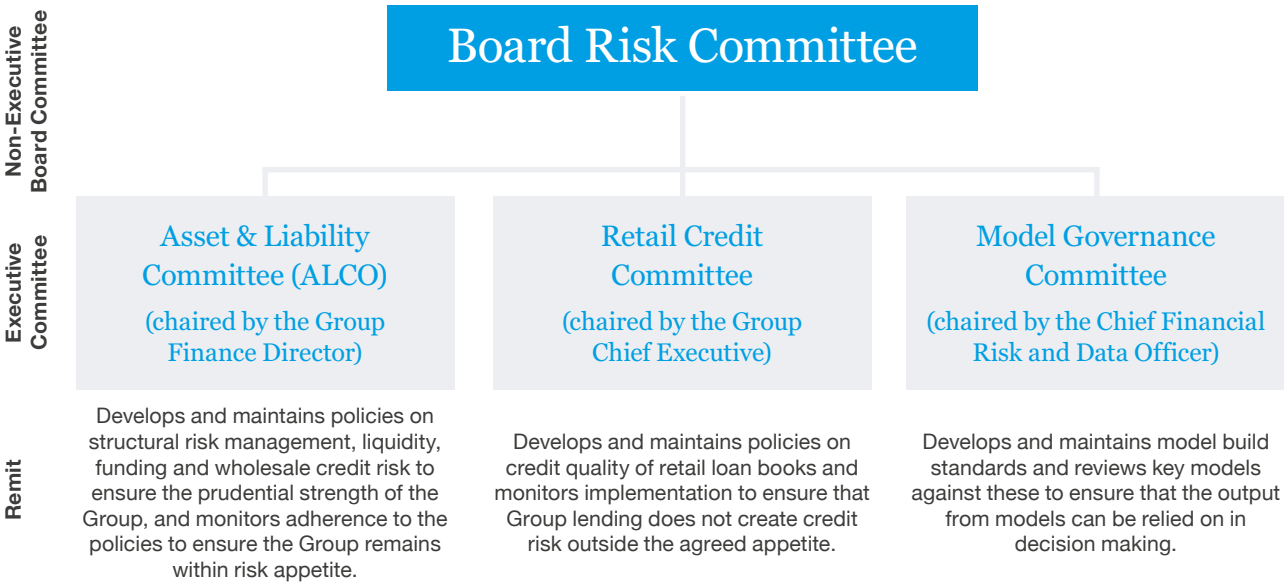 Non-Executive
Board Committee
Board Risk Committee
Executive
Committee
Asset & Liability
Committee (ALCO)
(chaired by the Group
Finance Director)
Retail Credit
Committee
(chaired by the Group
Chief Executive)
Model Governance
Committee
(chaired by the Chief Financial
Risk and Data Officer)
Remit
Develops and maintains policies on
structural risk management, liquidity,
funding and wholesale credit risk to
ensure the prudential strength of the
Group, and monitors adherence to the
policies to ensure the Group remains
within risk appetite.
Develops and maintains policies on
credit quality of retail loan books and
monitors implementation to ensure that
Group lending does not create credit
risk outside the agreed appetite.
Develops and maintains model build
standards and reviews key models
against these to ensure that the output
from models can be relied on in
decision making.